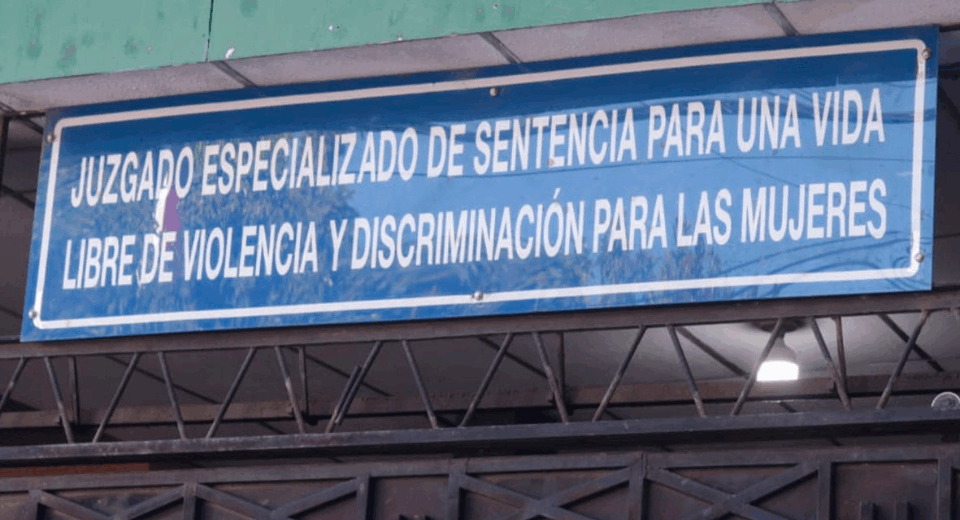 JUZGADO ESPECIALIZADO DE SENTENCIA PARA UNA VIDA
LIBRE DE VIOLENCIA Y DISCRIMINACIÓN PARA LAS MUJERES